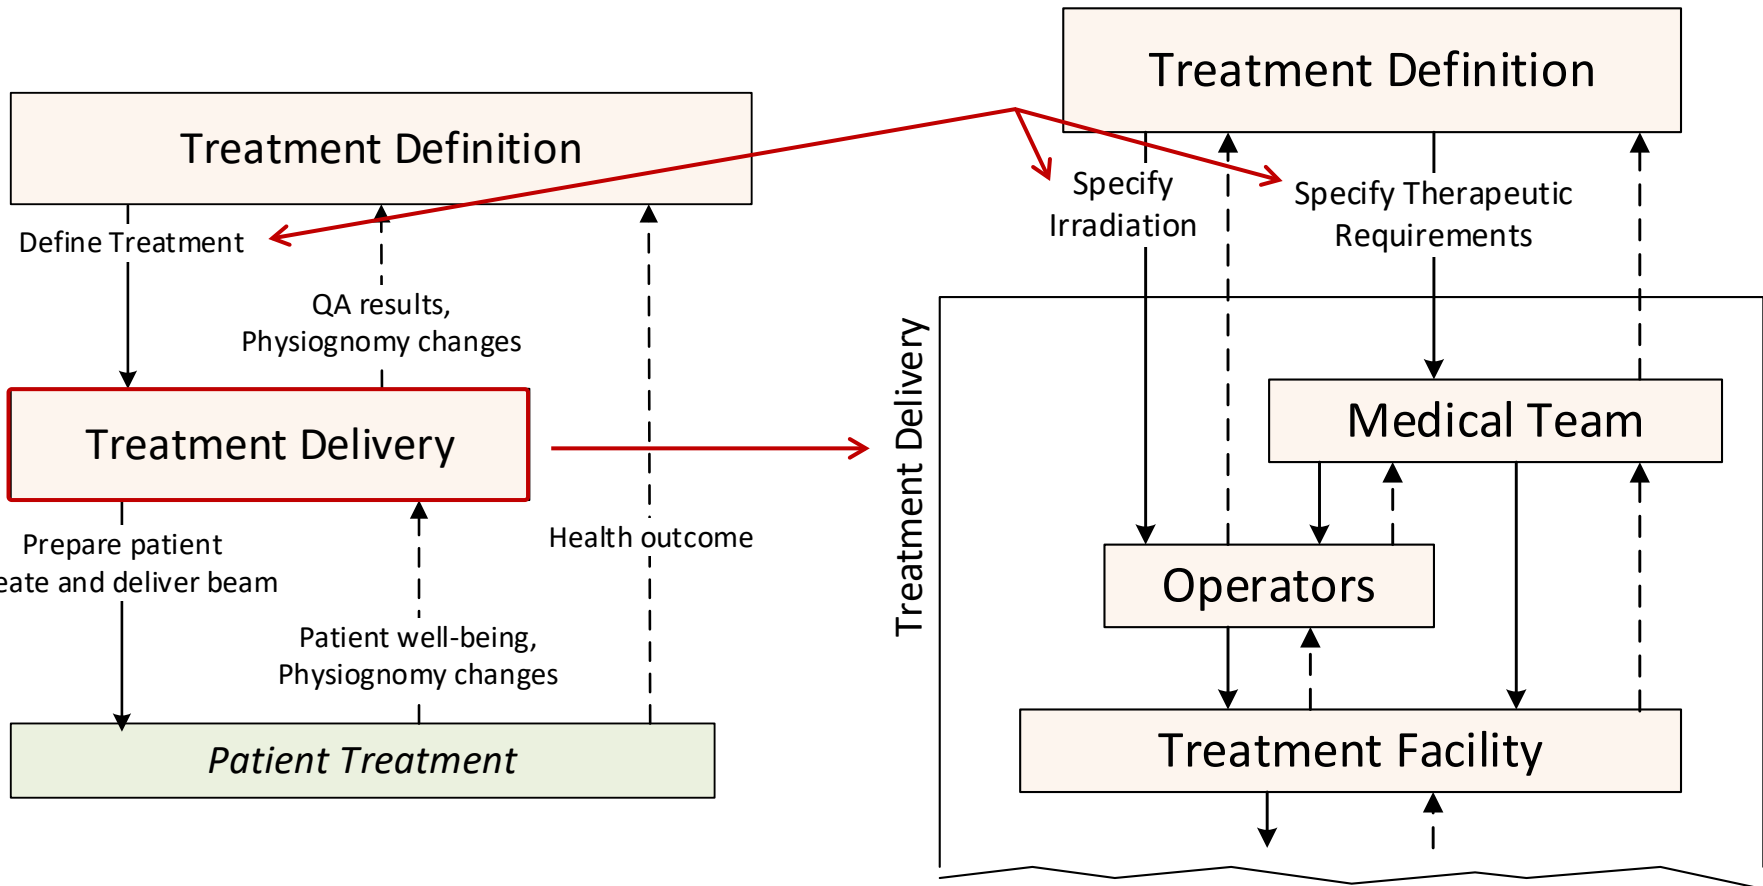 Treatment Definition
Define Treatment
QA results,
Physiognomy changes
Treatment Delivery
Prepare patient
eate and deliver beam
Health outcome
Patient well-being,
Physiognomy changes
Patient Treatment
Treatment Definition
Specify
Irradiation
Specify Therapeutic
Requirements
Treatment Delivery
Medical Team
Operators
Treatment Facility